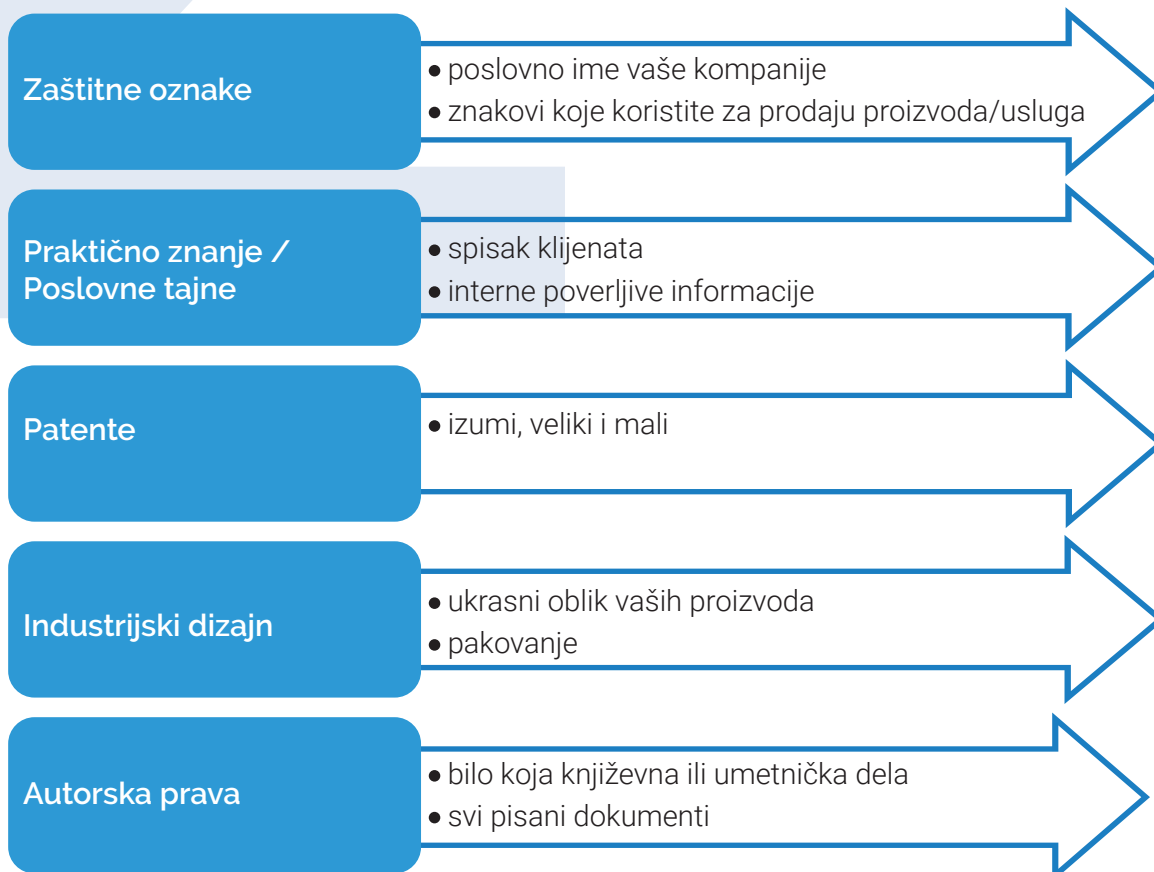 Zaštitne oznake
• poslovno ime vaše kompanije
• znakovi koje koristite za prodaju proizvoda/usluga
Praktično znanje /
Poslovne tajne
• spisak klijenata
• interne poverljive informacije
Patente
• izumi, veliki i mali
Industrijski dizajn
• ukrasni oblik vaših proizvoda
• pakovanje
Autorska prava
• bilo koja književna ili umetnička dela
• svi pisani dokumenti